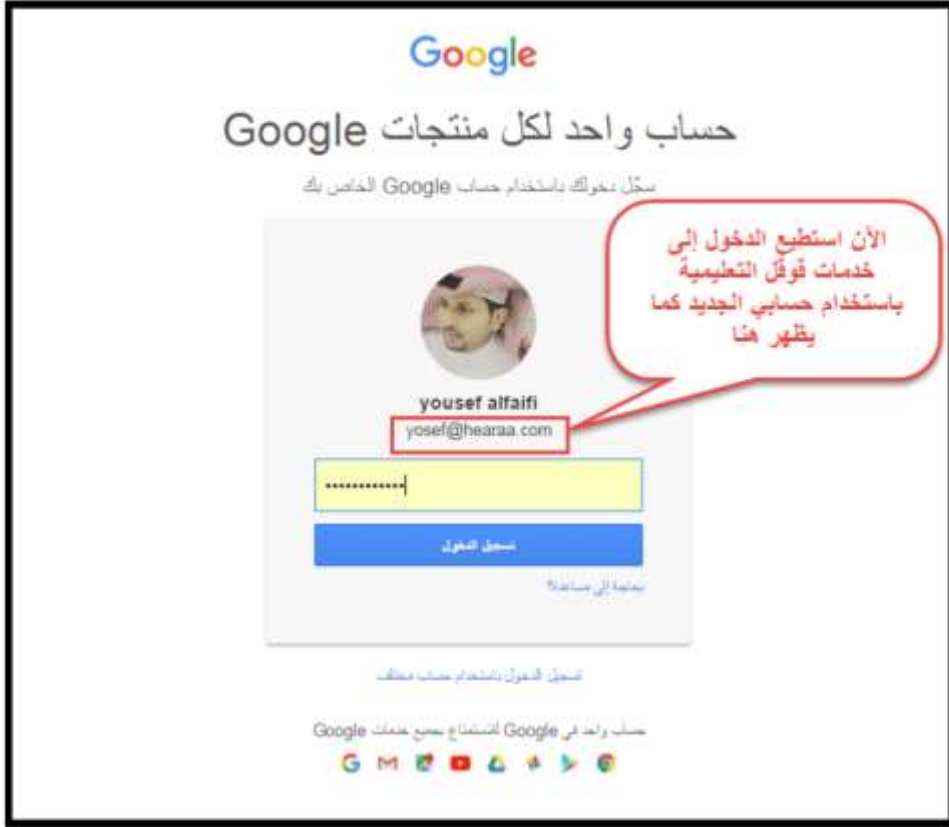 Google
حساب واحد لكل منتجات Google
سجّل دخولك باستخدام حساب Google الخاص بك
الآن استطيع الدخول إلى
خدمات قوقل التعليمية
باستخدام حسابي الجديد كما
يظهر هنا
yousef alfaifi
yosef@hearaa.com
••••••••••••
تسجيل الدخول
بحاجة إلى مساعدة؟
تسجيل الدخول باستخدام حساب مختلف
حساب واحد في Google للاستمتاع بجميع خدمات Google